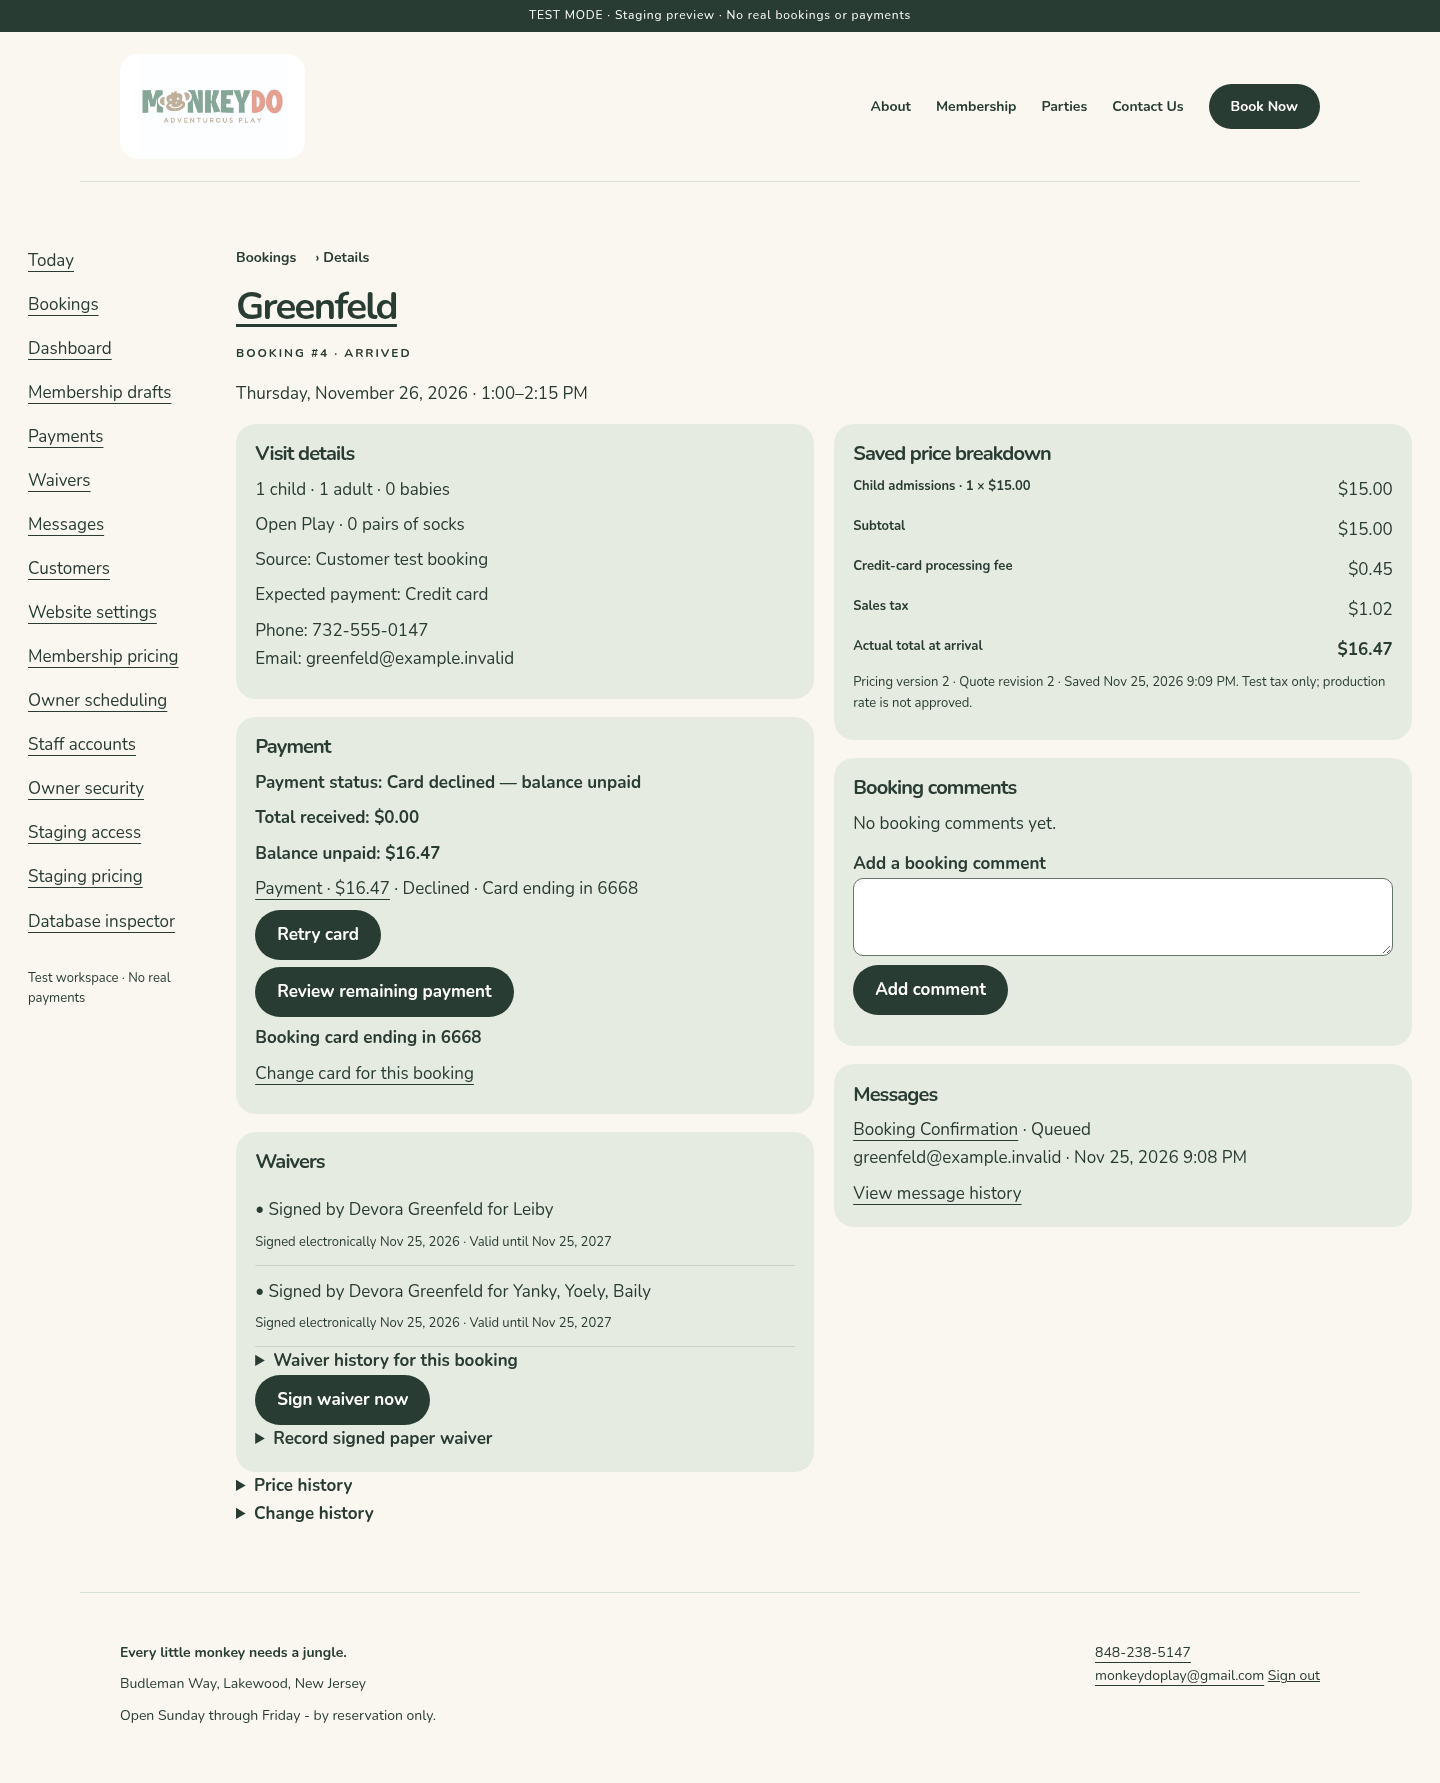 TEST MODE · Staging preview · No real bookings or payments
MONKEYDO
ADVENTUROUS PLAY
About
Membership
Parties
Contact Us
Book Now
Today
Bookings
Dashboard
Membership drafts
Payments
Waivers
Messages
Customers
Website settings
Membership pricing
Owner scheduling
Staff accounts
Owner security
Staging access
Staging pricing
Database inspector
Test workspace · No real
payments
Bookings › Details
Greenfeld
BOOKING #4 · ARRIVED
Thursday, November 26, 2026 · 1:00–2:15 PM
Visit details
1 child · 1 adult · 0 babies
Open Play · 0 pairs of socks
Source: Customer test booking
Expected payment: Credit card
Phone: 732-555-0147
Email: greenfeld@example.invalid
Payment
Payment status: Card declined — balance unpaid
Total received: $0.00
Balance unpaid: $16.47
Payment · $16.47 · Declined · Card ending in 6668
Retry card
Review remaining payment
Booking card ending in 6668
Change card for this booking
Waivers
• Signed by Devora Greenfeld for Leiby
Signed electronically Nov 25, 2026 · Valid until Nov 25, 2027
• Signed by Devora Greenfeld for Yanky, Yoely, Baily
Signed electronically Nov 25, 2026 · Valid until Nov 25, 2027
Waiver history for this booking
Sign waiver now
Record signed paper waiver
Saved price breakdown
Child admissions · 1 × $15.00 $15.00
Subtotal $15.00
Credit-card processing fee $0.45
Sales tax $1.02
Actual total at arrival $16.47
Pricing version 2 · Quote revision 2 · Saved Nov 25, 2026 9:09 PM. Test tax only; production
rate is not approved.
Booking comments
No booking comments yet.
Add a booking comment
Add comment
Messages
Booking Confirmation · Queued
greenfeld@example.invalid · Nov 25, 2026 9:08 PM
View message history
Price history
Change history
Every little monkey needs a jungle.
Budleman Way, Lakewood, New Jersey
Open Sunday through Friday - by reservation only.
848-238-5147
monkeydoplay@gmail.com Sign out